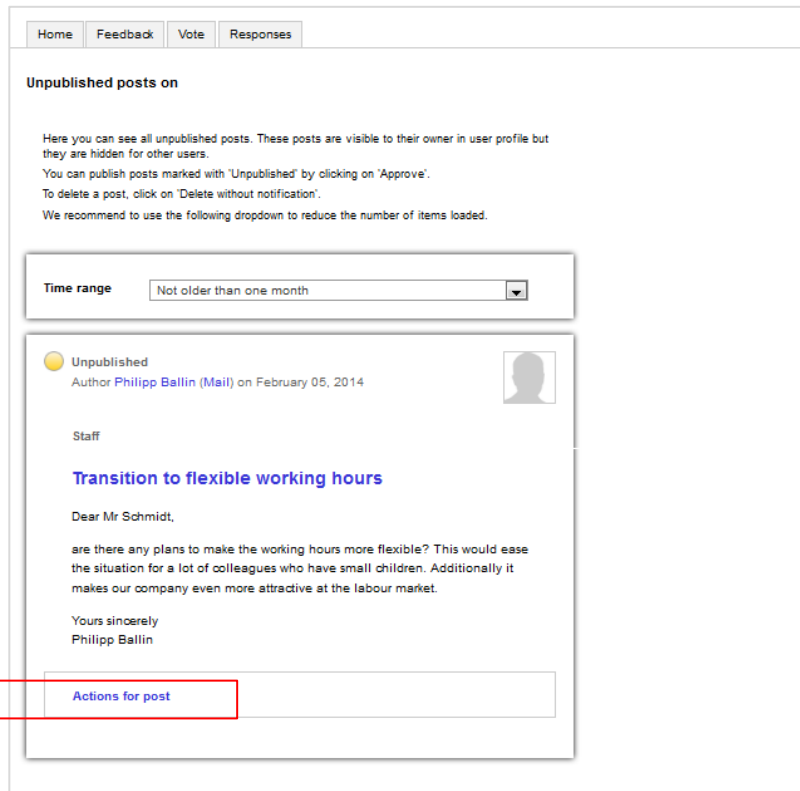 Home Feedback Vote Responses
Unpublished posts on
Here you can see all unpublished posts. These posts are visible to their owner in user profile but
they are hidden for other users.
You can publish posts marked with 'Unpublished' by clicking on 'Approve'.
To delete a post, click on 'Delete without notification'.
We recommend to use the following dropdown to reduce the number of items loaded.
Time range Not older than one month
Unpublished
Author Philipp Ballin (Mail) on February 05, 2014
Staff
Transition to flexible working hours
Dear Mr Schmidt,
are there any plans to make the working hours more flexible? This would ease
the situation for a lot of colleagues who have small children. Additionally it
makes our company even more attractive at the labour market.
Yours sincerely
Philipp Ballin
Actions for post